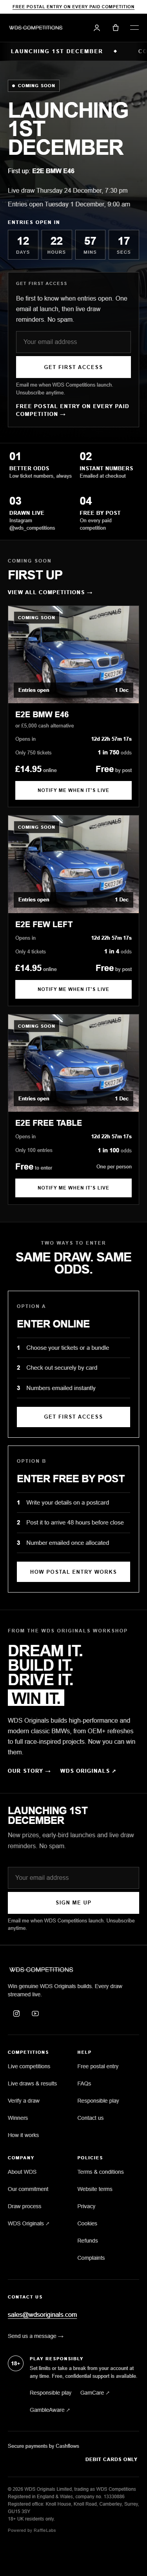 FREE POSTAL ENTRY ON EVERY PAID COMPETITION
WDS COMPETITIONS
LAUNCHING 1ST DECEMBER
COMING SOON
LAUNCHING
1ST
DECEMBER
First up: E2E BMW E46
Live draw Thursday 24 December, 7:30 pm
Entries open Tuesday 1 December, 9:00 am
ENTRIES OPEN IN
12 22 57 17
DAYS HOURS MINS SECS
GET FIRST ACCESS
Be first to know when entries open. One email at launch, then live draw reminders. No spam.
Your email address
GET FIRST ACCESS
Email me when WDS Competitions launch.
Unsubscribe anytime.
FREE POSTAL ENTRY ON EVERY PAID
COMPETITION →
01 02
BETTER ODDS INSTANT NUMBERS
Low ticket numbers, always Emailed at checkout
03 04
DRAWN LIVE FREE BY POST
Instagram On every paid
@wds_competitions competition
COMING SOON
FIRST UP
VIEW ALL COMPETITIONS →
COMING SOON
Entries open 1 Dec
E2E BMW E46
or £5,000 cash alternative
Opens in 12d 22h 57m 17s
Only 750 tickets 1 in 750 odds
£14.95 online Free by post
NOTIFY ME WHEN IT'S LIVE
COMING SOON
Entries open 1 Dec
E2E FEW LEFT
Opens in 12d 22h 57m 17s
Only 4 tickets 1 in 4 odds
£14.95 online Free by post
NOTIFY ME WHEN IT'S LIVE
COMING SOON
Entries open 1 Dec
E2E FREE TABLE
Opens in 12d 22h 57m 17s
Only 100 entries 1 in 100 odds
Free to enter One per person
NOTIFY ME WHEN IT'S LIVE
TWO WAYS TO ENTER
SAME DRAW. SAME
ODDS.
OPTION A
ENTER ONLINE
1 Choose your tickets or a bundle
2 Check out securely by card
3 Numbers emailed instantly
GET FIRST ACCESS
OPTION B
ENTER FREE BY POST
1 Write your details on a postcard
2 Post it to arrive 48 hours before close
3 Number emailed once allocated
HOW POSTAL ENTRY WORKS
FROM THE WDS ORIGINALS WORKSHOP
DREAM IT.
BUILD IT.
DRIVE IT.
WIN IT.
WDS Originals builds high-performance and modern classic BMWs, from OEM+ refreshes to full race-inspired projects. Now you can win them.
OUR STORY → WDS ORIGINALS ↗
LAUNCHING 1ST
DECEMBER
New prizes, early-bird launches and live draw reminders. No spam.
Your email address
SIGN ME UP
Email me when WDS Competitions launch. Unsubscribe anytime.
WDS COMPETITIONS
Win genuine WDS Originals builds. Every draw streamed live.
COMPETITIONS HELP
Live competitions Free postal entry
Live draws & results FAQs
Verify a draw Responsible play
Winners Contact us
How it works
COMPANY POLICIES
About WDS Terms & conditions
Our commitment Website terms
Draw process Privacy
WDS Originals ↗ Cookies
Refunds
Complaints
CONTACT US
sales@wdsoriginals.com
Send us a message →
18+
PLAY RESPONSIBLY
Set limits or take a break from your account at any time. Free, confidential support is available.
Responsible play GamCare ↗
GambleAware ↗
Secure payments by Cashflows
DEBIT CARDS ONLY
© 2026 WDS Originals Limited, trading as WDS Competitions
Registered in England & Wales, company no. 13330086
Registered office: Knoll House, Knoll Road, Camberley, Surrey, GU15 3SY
18+ UK residents only
Powered by RaffleLabs